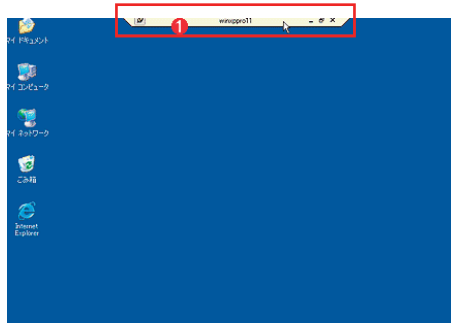 winxppro11
1
マイ ドキュメント
マイ コンピュータ
マイ ネットワーク
ごみ箱
Internet
Explorer